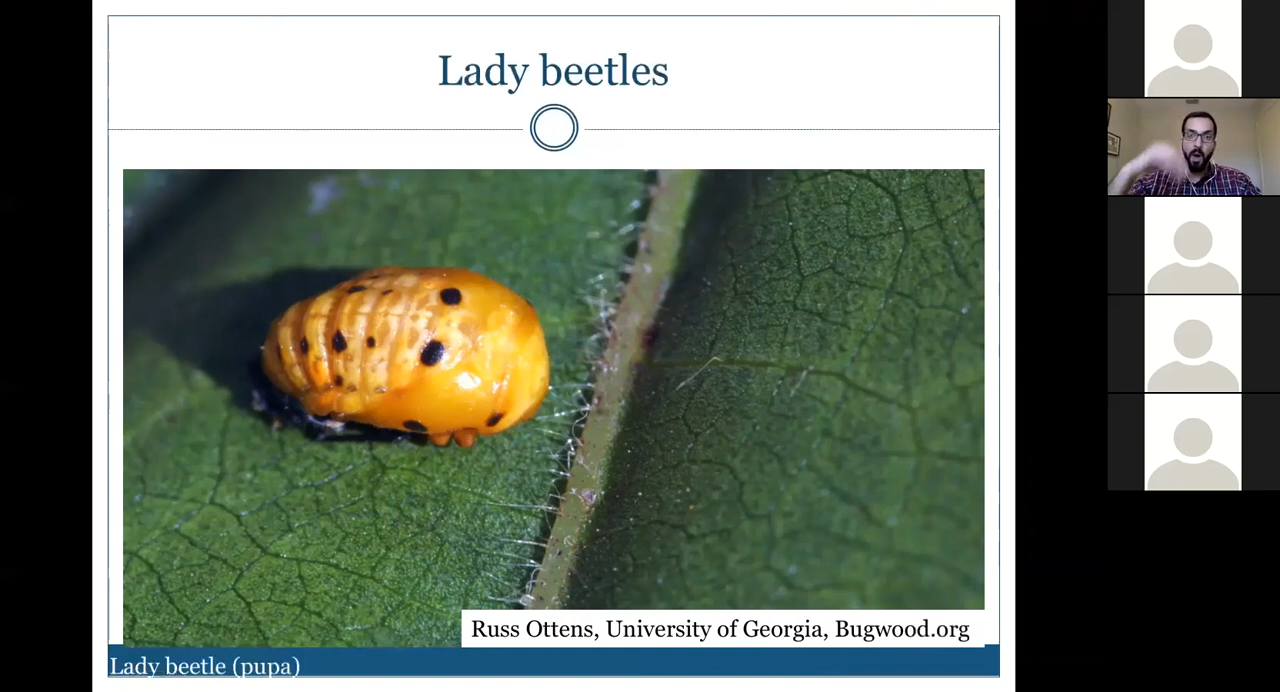 Lady beetles
Russ Ottens, University of Georgia, Bugwood.org
Lady beetle (pupa)